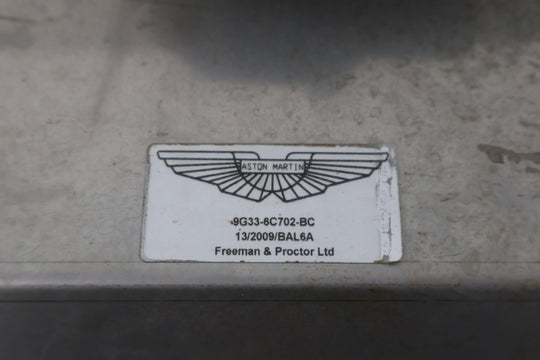 ASTON MARTIN
9G33-6C702-BC
13/2009/BAL6A
Freeman & Proctor Ltd